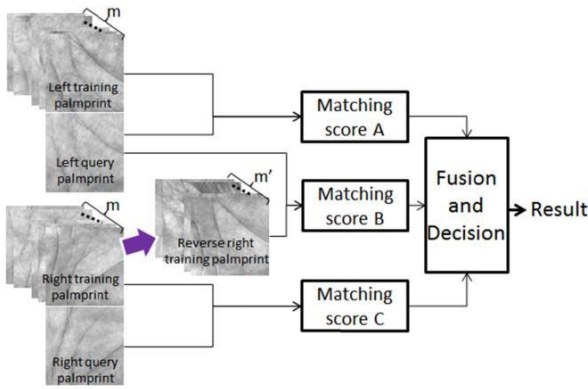 m
Left training
palmprint
Left query
palmprint
m
Right training
palmprint
Right query
palmprint
m’
Reverse right
training palmprint
Matching
score A
Matching
score B
Matching
score C
Fusion
and
Decision
Result